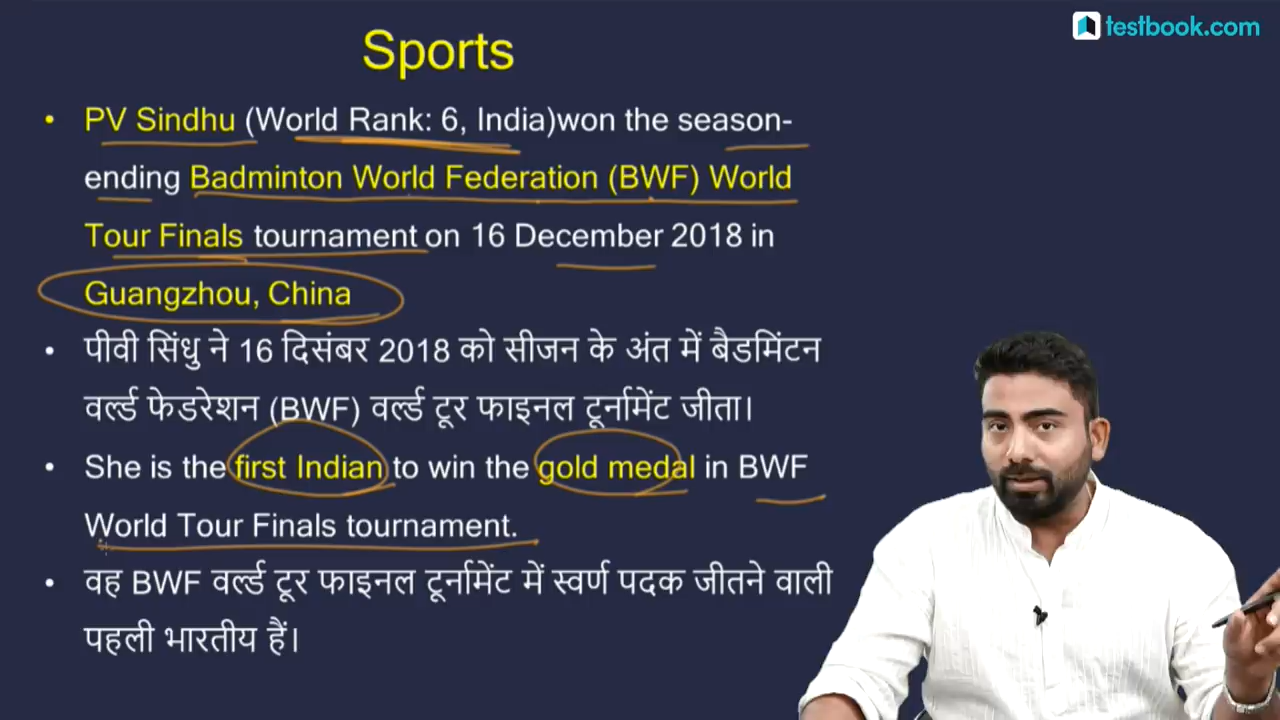 testbook.com
Sports
• PV Sindhu (World Rank: 6, India)won the season-
ending Badminton World Federation (BWF) World
Tour Finals tournament on 16 December 2018 in
Guangzhou, China
• पीवी सिंधु ने 16 दिसंबर 2018 को सीजन के अंत में बैडमिंटन
वर्ल्ड फेडरेशन (BWF) वर्ल्ड टूर फाइनल टूर्नामेंट जीता।
• She is the first Indian to win the gold medal in BWF
World Tour Finals tournament.
• वह BWF वर्ल्ड टूर फाइनल टूर्नामेंट में स्वर्ण पदक जीतने वाली
पहली भारतीय हैं।